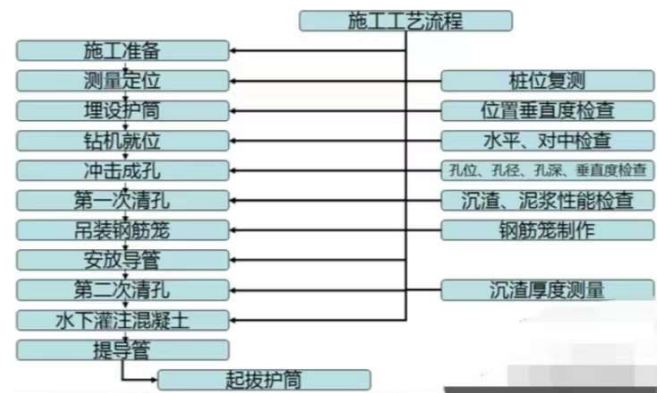 施工工艺流程
施工准备
测量定位
桩位复测
埋设护筒
位置垂直度检查
钻机就位
水平、对中检查
冲击成孔
孔位、孔径、孔深、垂直度检查
第一次清孔
沉渣、泥浆性能检查
吊装钢筋笼
钢筋笼制作
安放导管
第二次清孔
沉渣厚度测量
水下灌注混凝土
提导管
起拔护筒